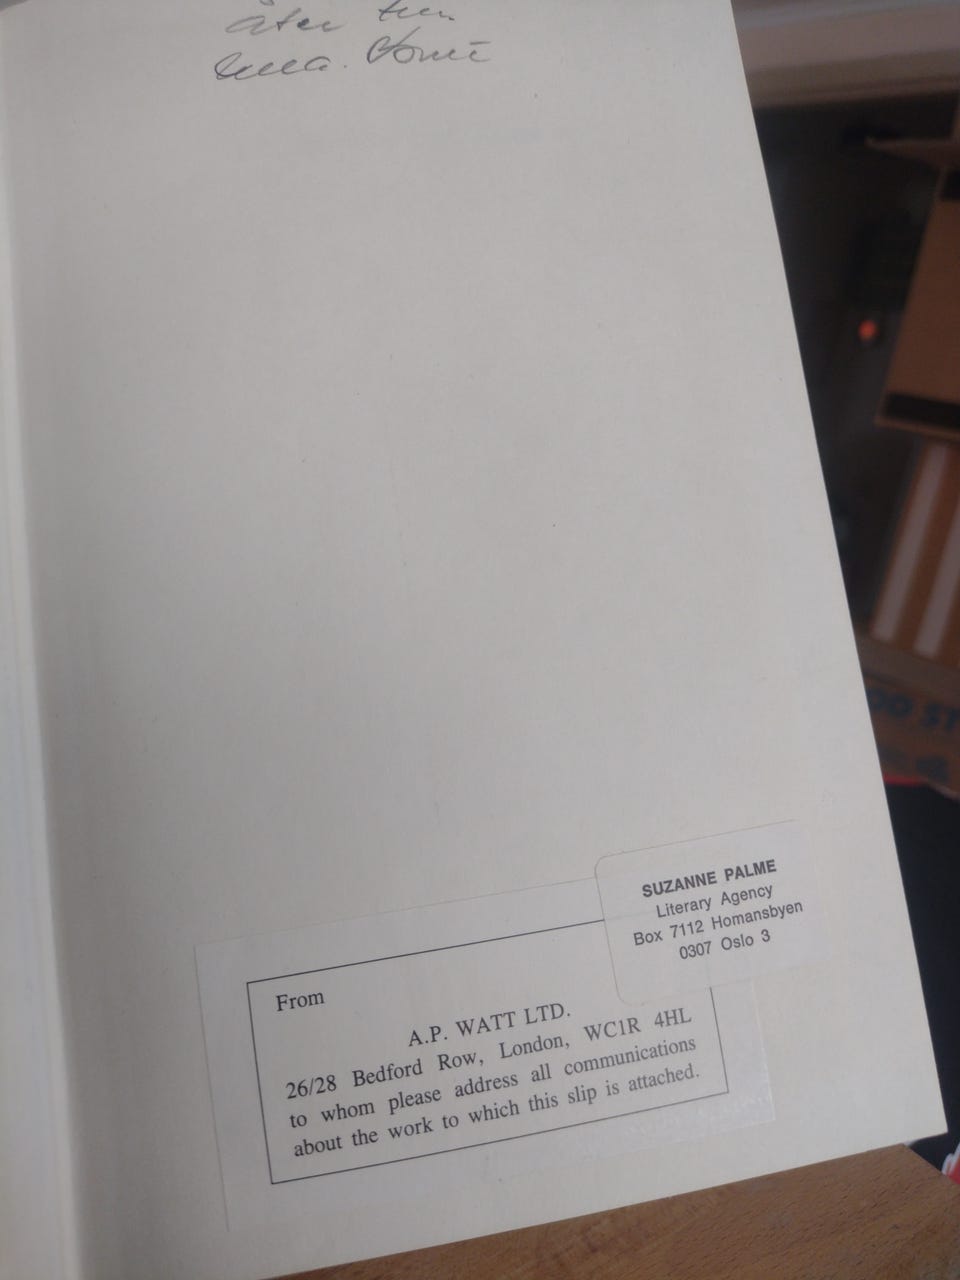 åter
SUZANNE PALME
Literary Agency
Box 7112 Homansbyen
0307 Oslo 3
From
A.P. WATT LTD.
26/28 Bedford Row, London, WC1R 4HL
to whom please address all communications
about the work to which this slip is attached.